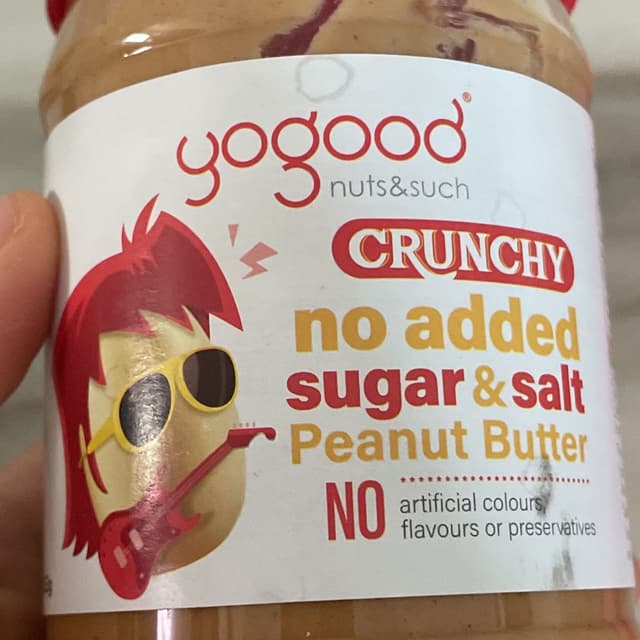 yogood®
nuts&such
CRUNCHY
no added
sugar & salt
Peanut Butter
NO
artificial colours,
flavours or preservatives